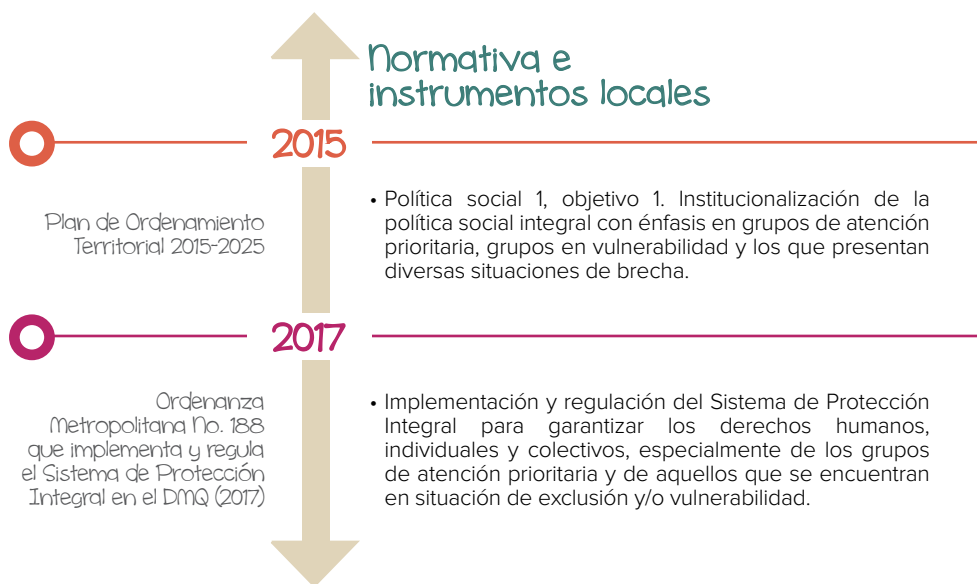 Normativa e
instrumentos locales
2015
Plan de Ordenamiento
Territorial 2015-2025
• Política social 1, objetivo 1. Institucionalización de la
política social integral con énfasis en grupos de atención
prioritaria, grupos en vulnerabilidad y los que presentan
diversas situaciones de brecha.
2017
Ordenanza
Metropolitana No. 188
que implementa y regula
el Sistema de Protección
Integral en el DMQ (2017)
• Implementación y regulación del Sistema de Protección
Integral para garantizar los derechos humanos,
individuales y colectivos, especialmente de los grupos
de atención prioritaria y de aquellos que se encuentran
en situación de exclusión y/o vulnerabilidad.